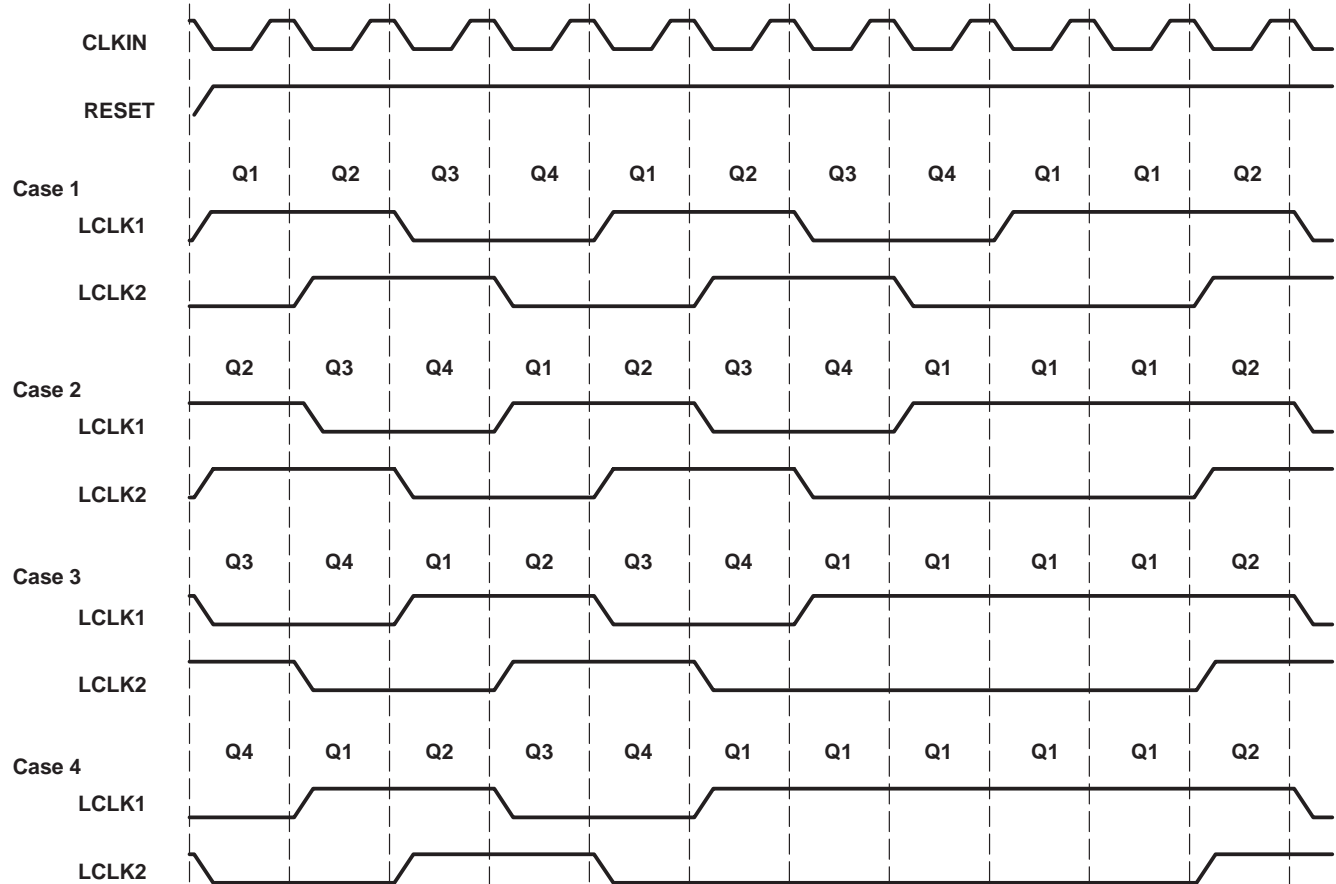 CLKIN
RESET
Q1 Q2 Q3 Q4 Q1 Q2 Q3 Q4 Q1 Q1 Q2
Case 1
LCLK1
LCLK2
Q2 Q3 Q4 Q1 Q2 Q3 Q4 Q1 Q1 Q1 Q2
Case 2
LCLK1
LCLK2
Q3 Q4 Q1 Q2 Q3 Q4 Q1 Q1 Q1 Q1 Q2
Case 3
LCLK1
LCLK2
Q4 Q1 Q2 Q3 Q4 Q1 Q1 Q1 Q1 Q1 Q2
Case 4
LCLK1
LCLK2